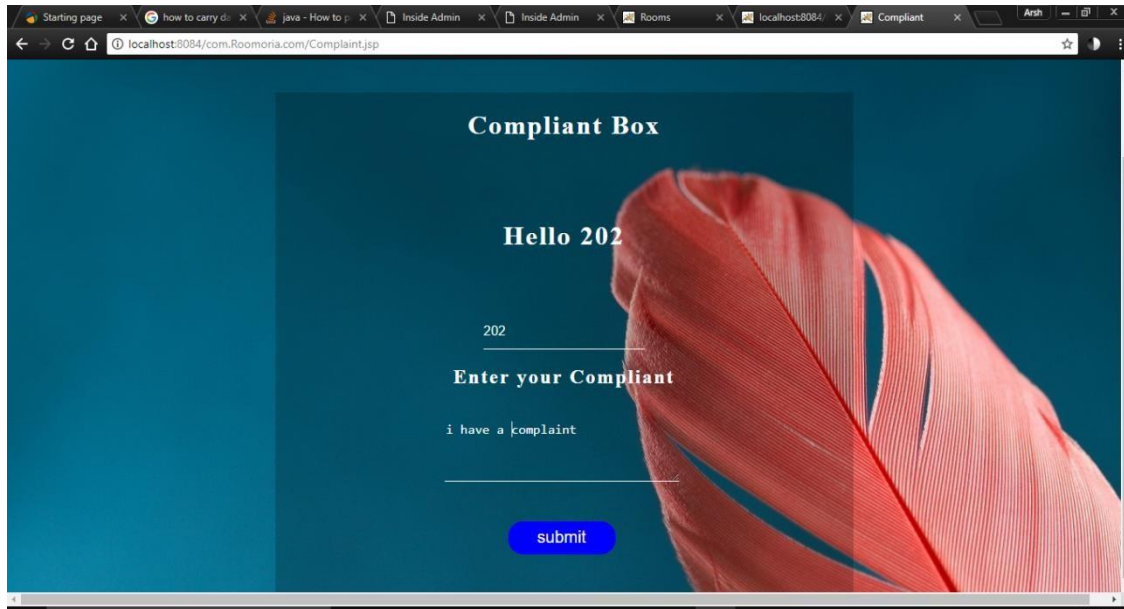 Starting page
how to carry da
java - How to p
Inside Admin
Inside Admin
Rooms
localhost:8084/
Compliant
Arsh
localhost:8084/com.Roomoria.com/Complaint.jsp
Compliant Box
Hello 202
202
Enter your Compliant
i have a complaint
submit